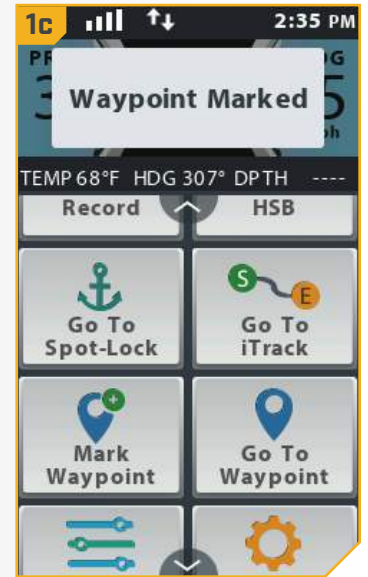 1c
2:35 PM
Waypoint Marked
TEMP 68°F HDG 307° DPTH ----
Record
HSB
Go To
Spot-Lock
S
E
Go To
iTrack
Mark
Waypoint
Go To
Waypoint